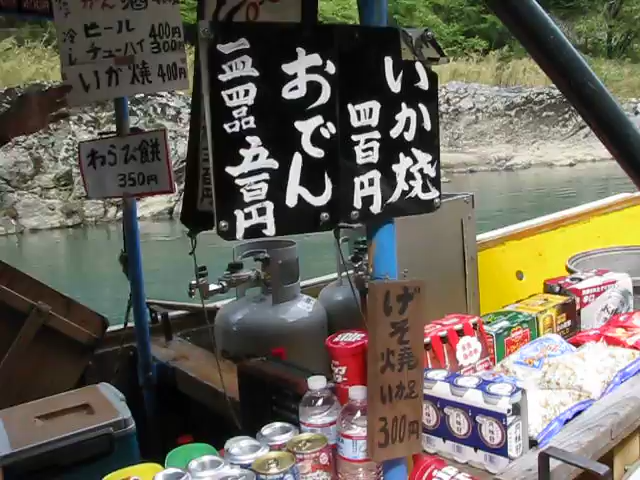 かん酒
冷 ビール 400円
チューハイ 300円
いか焼 400円
わらび餅
350円
いか焼
四百円
おでん
一皿四品
五百円
げそ焼
いか足
300